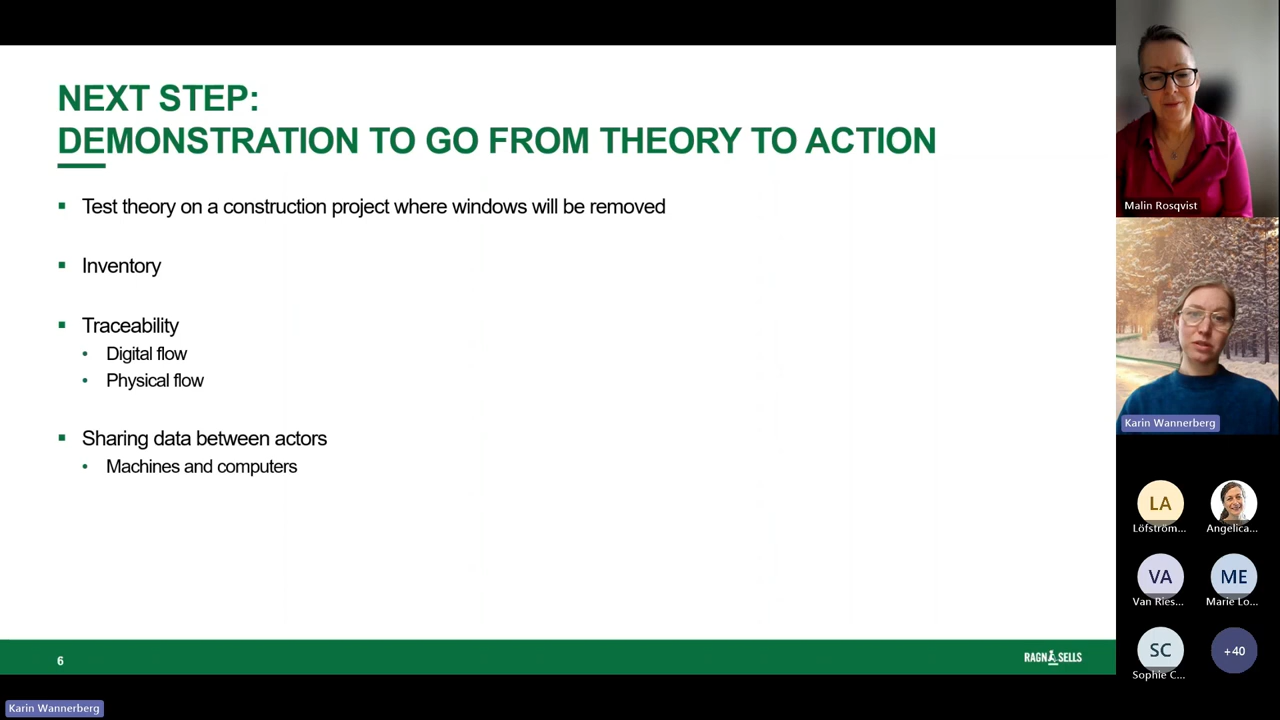 NEXT STEP:
DEMONSTRATION TO GO FROM THEORY TO ACTION
Test theory on a construction project where windows will be removed
Inventory
Traceability
Digital flow
Physical flow
Sharing data between actors
Machines and computers
6
RAGN SELLS
Malin Rosqvist
Karin Wannerberg
LA
Löfström...
Angelica...
VA
Van Ries...
ME
Marie Lo...
SC
Sophie C...
+40
Karin Wannerberg